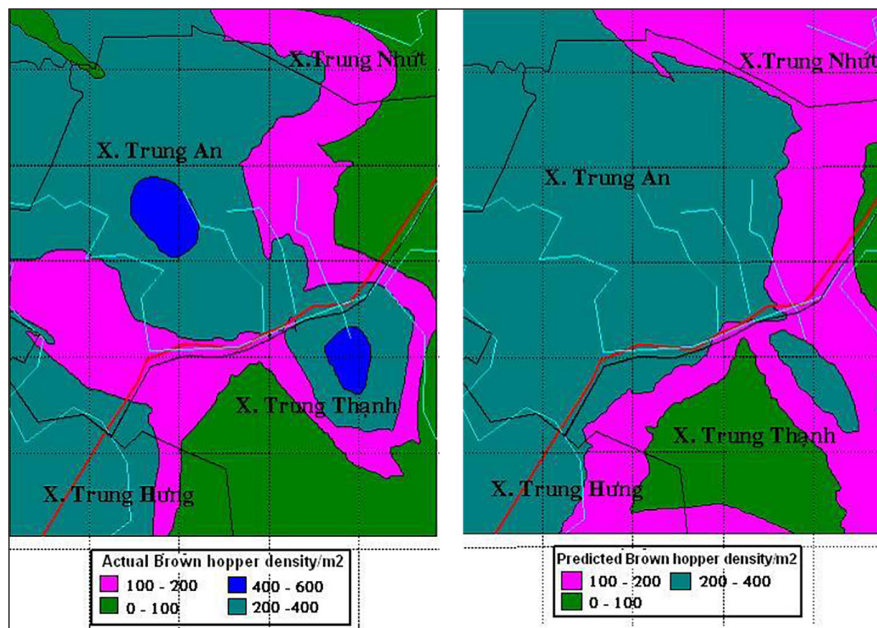 X.Trung Nhứt
X. Trung An
X. Trung Thạnh
X. Trung Hưng
Actual Brown hopper density/m2
100 - 200
400 - 600
0 - 100
200 -400
X.Trung Nhứt
X. Trung An
X. Trung Thạnh
X. Trung Hưng
Predicted Brown hopper density/m2
100 - 200
200 - 400
0 - 100